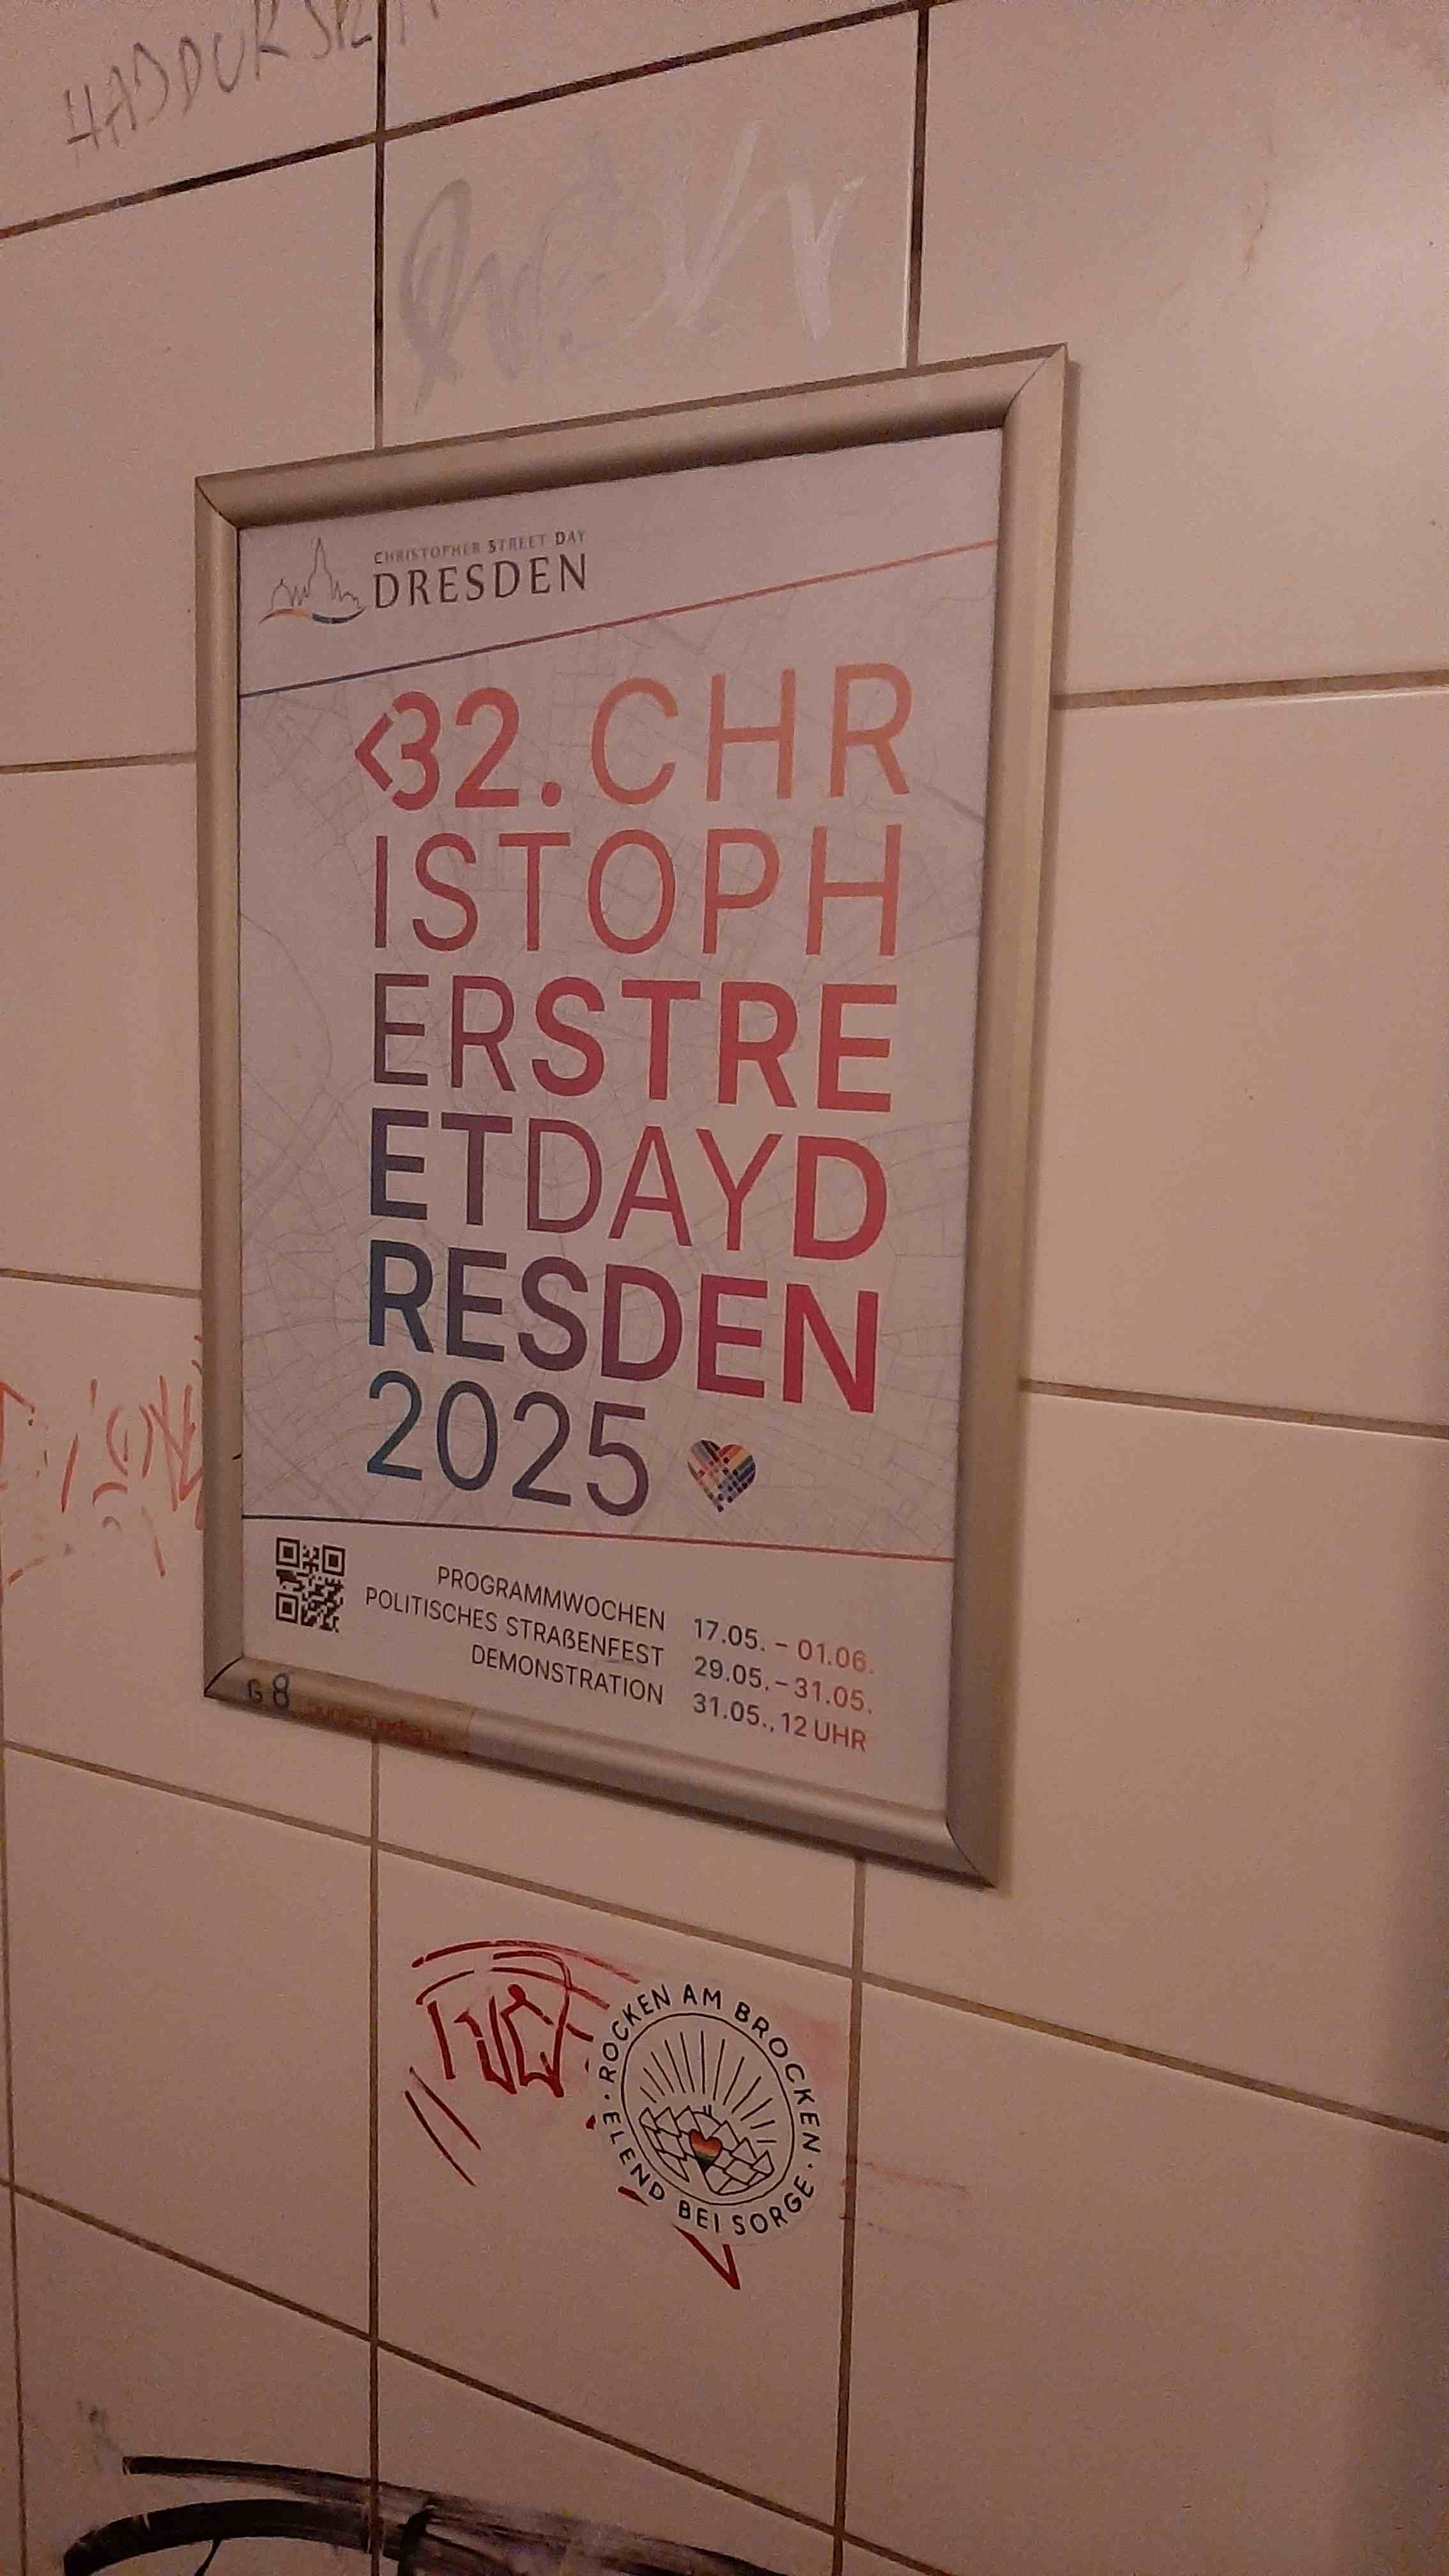 CHRISTOPHER STREET DAY
DRESDEN
<32. CHR
ISTOPH
ERSTRE
ETDAYD
RESDEN
2025
PROGRAMMWOCHEN 17.05. – 01.06.
POLITISCHES STRAßENFEST 29.05. – 31.05.
DEMONSTRATION 31.05., 12 UHR
G 8
· ROCKEN AM BROCKEN ·
ELEND BEI SORGE